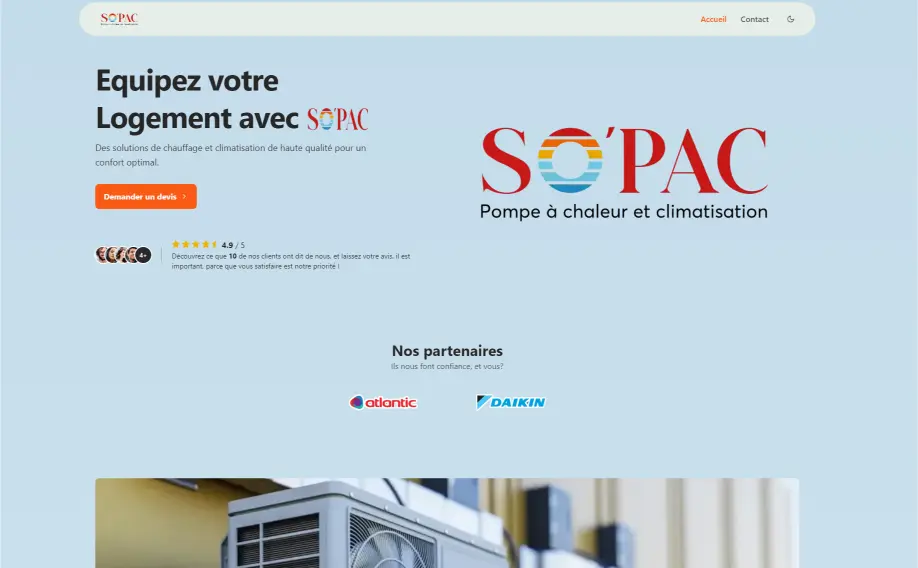 SO'PAC
Accueil
Contact
Equipez votre
Logement avec SO'PAC
Des solutions de chauffage et climatisation de haute qualité pour un
confort optimal.
Demander un devis
4+
4.9 / 5
Découvrez ce que 10 de nos clients ont dit de nous, et laissez votre avis, il est
important, parce que vous satisfaire est notre priorité !
SO'PAC
Pompe à chaleur et climatisation
Nos partenaires
Ils nous font confiance, et vous?
atlantic
DAIKIN